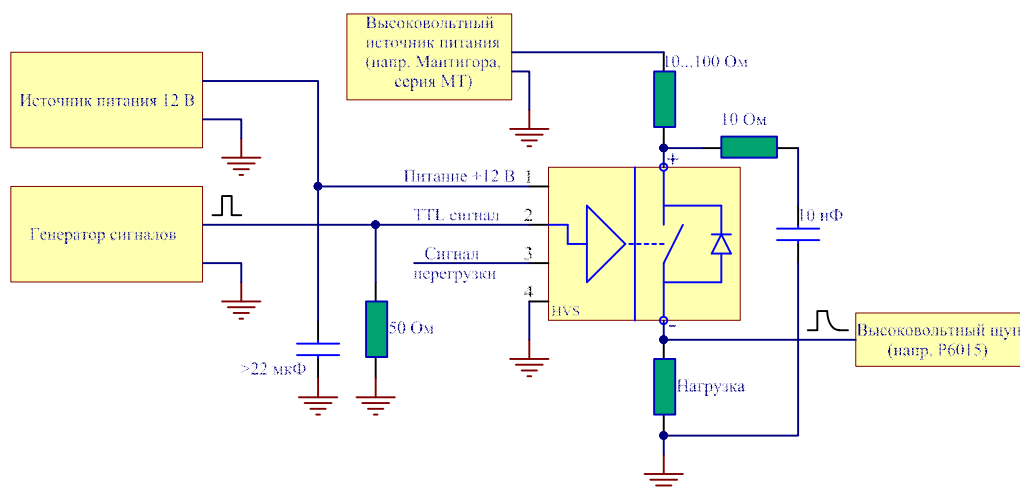 Высоковольтный
источник питания
(напр. Мантигора,
серия МТ)
10...100 Ом
Источник питания 12 В
10 Ом
+
Питание +12 В
1
Генератор сигналов
TTL сигнал
2
10 нФ
Сигнал
перегрузки
3
4
HVS
-
50 Ом
Высоковольтный щуп
(напр. P6015)
>22 мкФ
Нагрузка